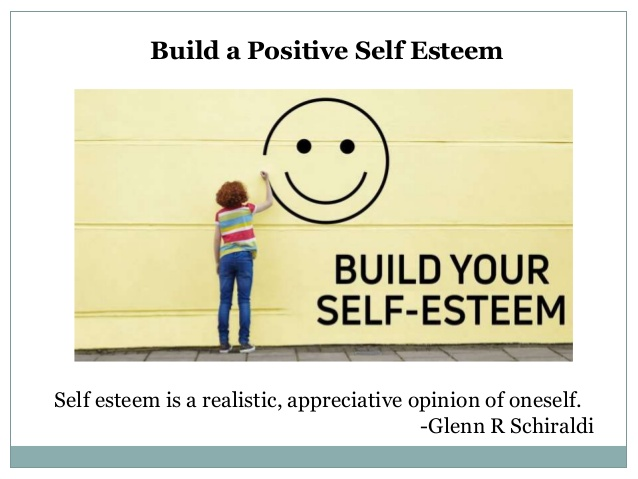 Build a Positive Self Esteem
BUILD YOUR
SELF-ESTEEM
Self esteem is a realistic, appreciative opinion of oneself.
-Glenn R Schiraldi